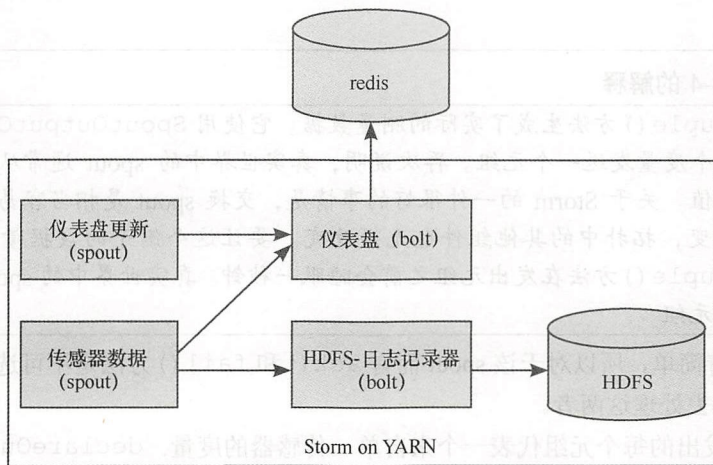 redis
仪表盘更新
(spout)
仪表盘 (bolt)
传感器数据
(spout)
HDFS-日志记录器
(bolt)
HDFS
Storm on YARN